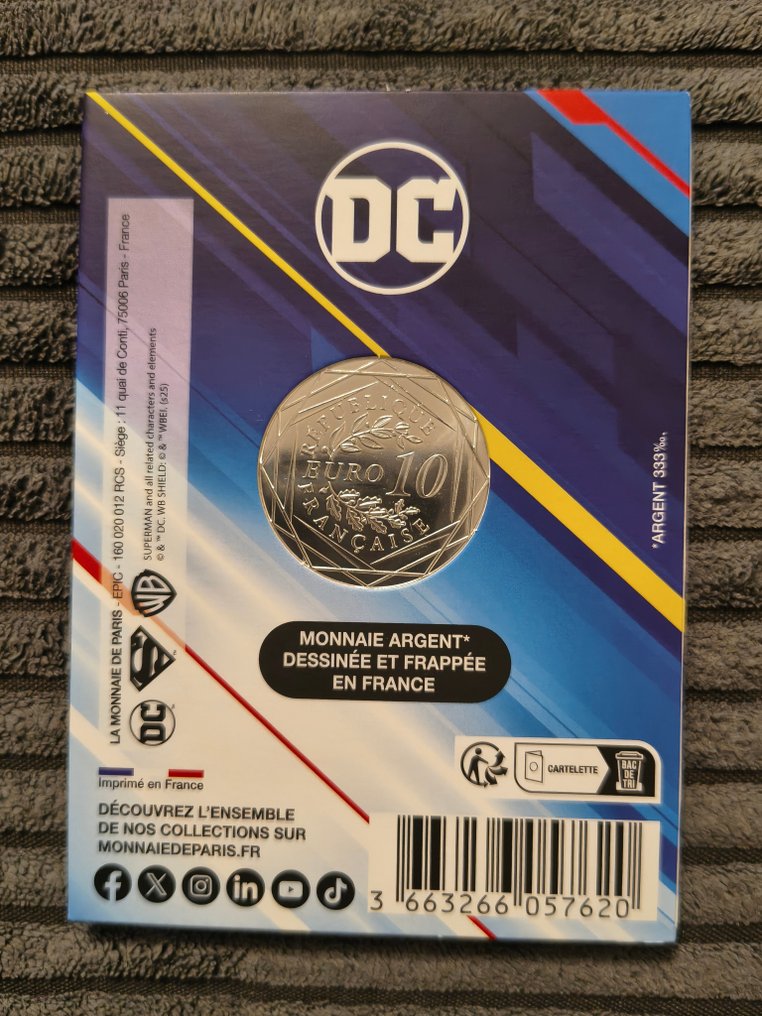 DC
LA MONNAIE DE PARIS - EPIC - 160 020 012 RCS - Siège : 11 quai de Conti, 75006 Paris - France
SUPERMAN and all related characters and elements
© & ™ DC. WB SHIELD: © & ™ WBEI. (s25)
DC
S
WB
RÉPUBLIQUE
EURO 10
FRANÇAISE
*ARGENT 333‰.
MONNAIE ARGENT*
DESSINÉE ET FRAPPÉE
EN FRANCE
CARTELETTE
BAC
DE
TRI
Imprimé en France
DÉCOUVREZ L'ENSEMBLE
DE NOS COLLECTIONS SUR
MONNAIEDEPARIS.FR
3 663266 057620